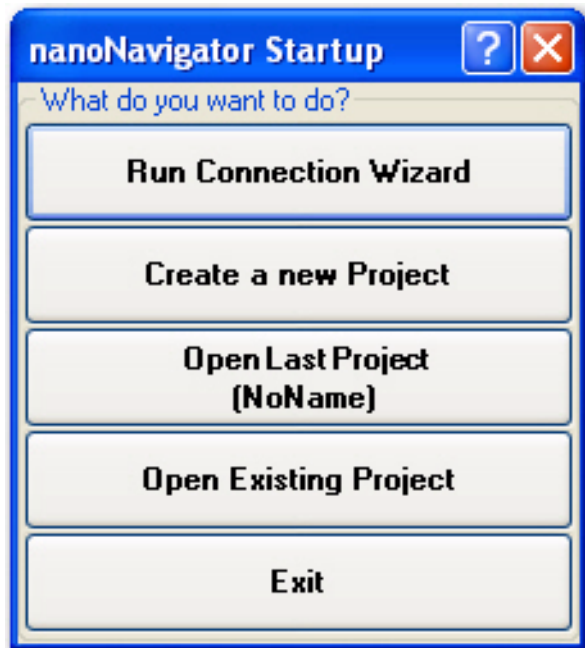 nanoNavigator Startup
What do you want to do?
Run Connection Wizard
Create a new Project
Open Last Project
(NoName)
Open Existing Project
Exit